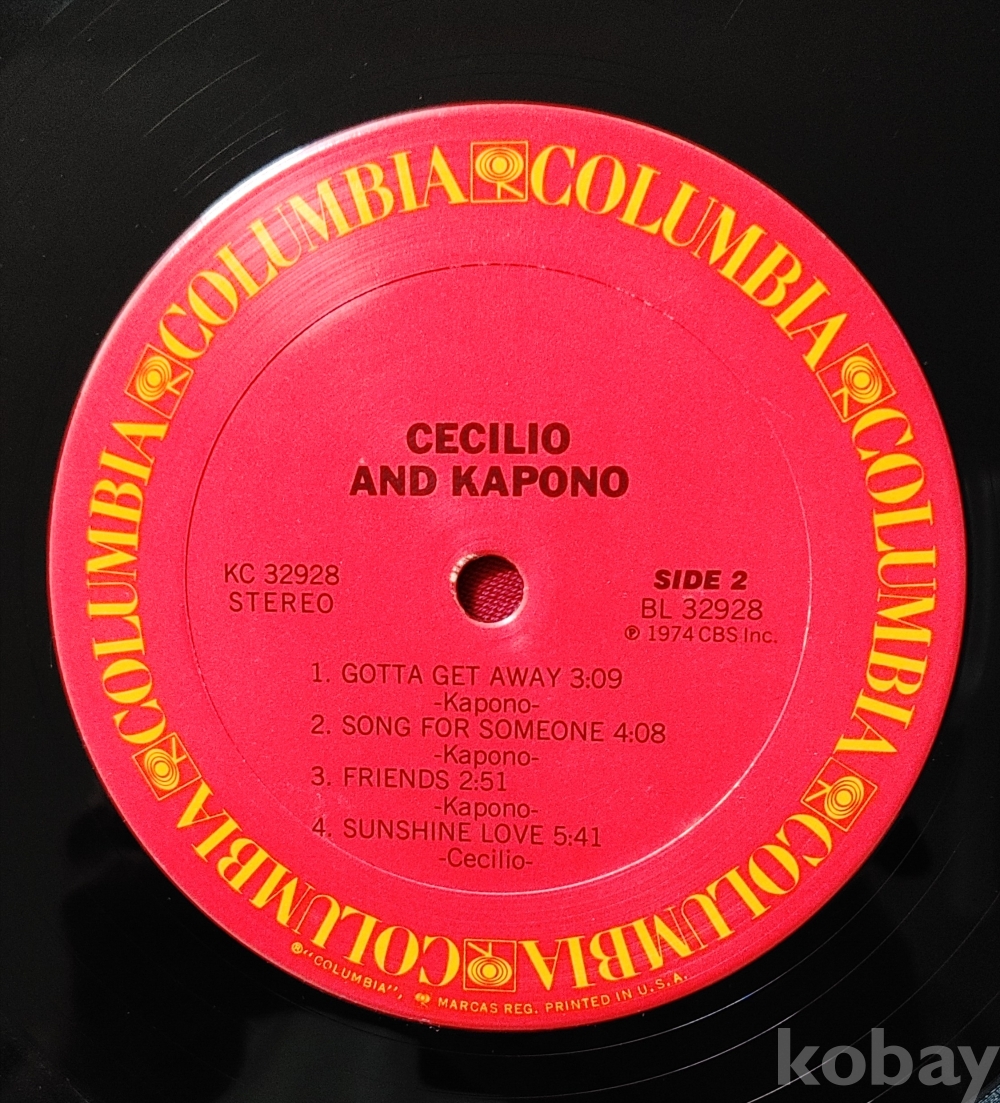 COLUMBIA COLUMBIA COLUMBIA COLUMBIA COLUMBIA COLUMBIA
CECILIO
AND KAPONO
KC 32928
STEREO
SIDE 2
BL 32928
℗ 1974 CBS Inc.
1. GOTTA GET AWAY 3:09
-Kapono-
2. SONG FOR SOMEONE 4:08
-Kapono-
3. FRIENDS 2:51
-Kapono-
4. SUNSHINE LOVE 5:41
-Cecilio-
®"COLUMBIA", MARCAS REG. PRINTED IN U.S.A.
kobay